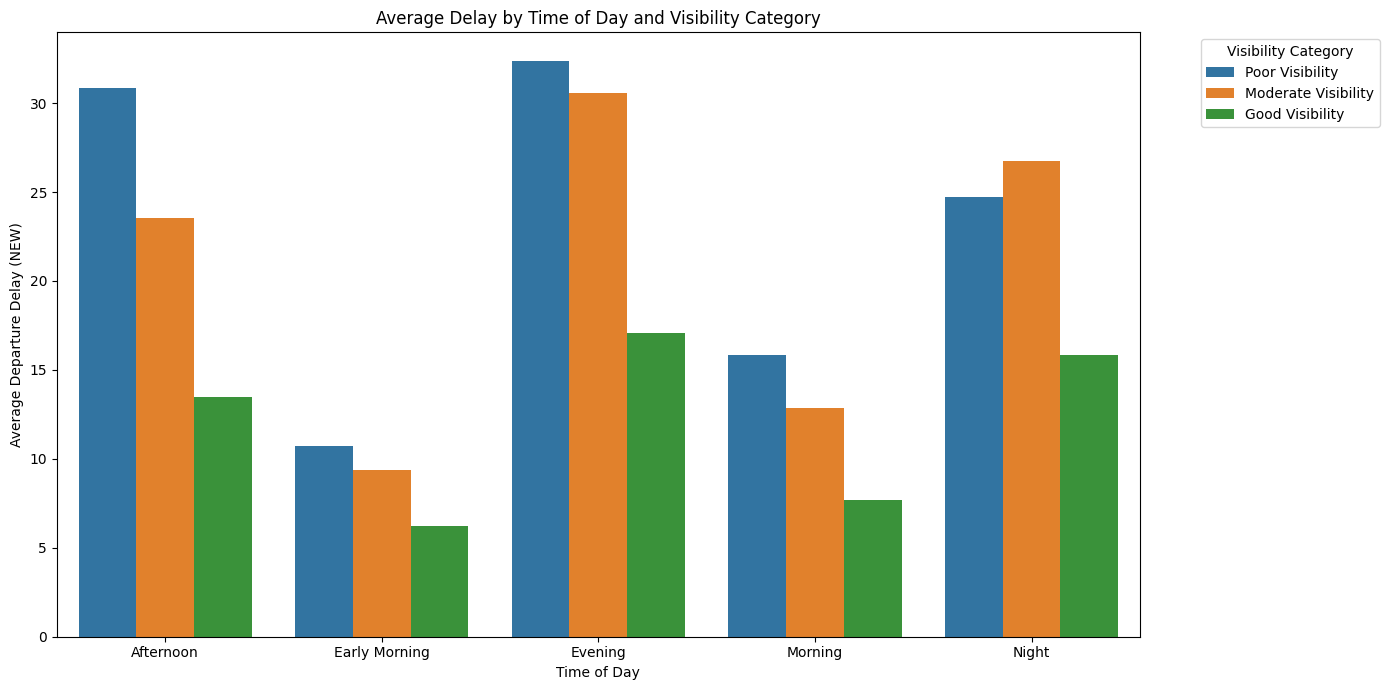 Average Delay by Time of Day and Visibility Category
Visibility Category
Poor Visibility
Moderate Visibility
Good Visibility
Average Departure Delay (NEW)
30
25
20
15
10
5
0
Afternoon
Early Morning
Evening
Morning
Night
Time of Day